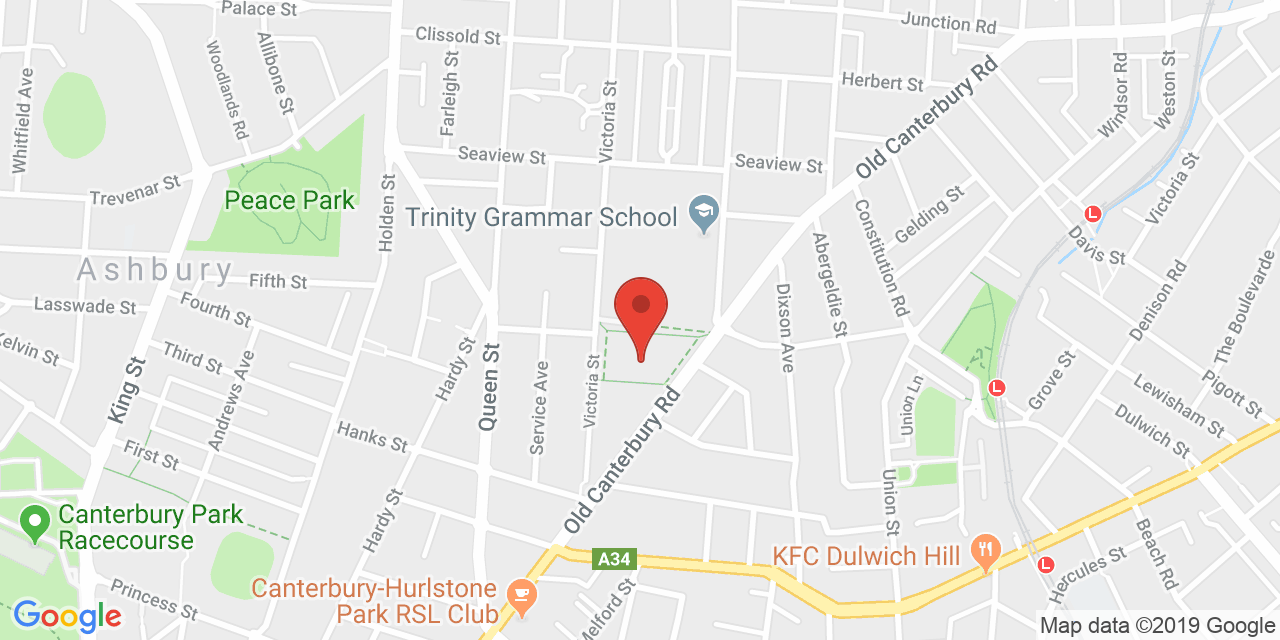 Palace St
Clissold St
Junction Rd
Allibone St
Woodlands Rd
Whitfield Ave
Farleigh St
Victoria St
Herbert St
Old Canterbury Rd
Windsor Rd
Weston St
Seaview St
Seaview St
Trevenar St
Peace Park
Holden St
Trinity Grammar School
Gelding St
Victoria St
Constitution Rd
Abergeldie St
Davis St
Ashbury
Fifth St
Lasswade St
Fourth St
Dixson Ave
Denison Rd
The Boulevarde
Kelvin St
Third St
Andrews Ave
King St
Hardy St
Queen St
Service Ave
Victoria St
Union Ln
Grove St
Pigott St
Lewisham St
Dulwich St
Hanks St
First St
Old Canterbury Rd
Union St
Hardy St
Canterbury Park
Racecourse
A34
KFC Dulwich Hill
Beach Rd
Hercules St
Princess St
Canterbury-Hurlstone
Park RSL Club
Melford St
Google
Map data ©2019 Google